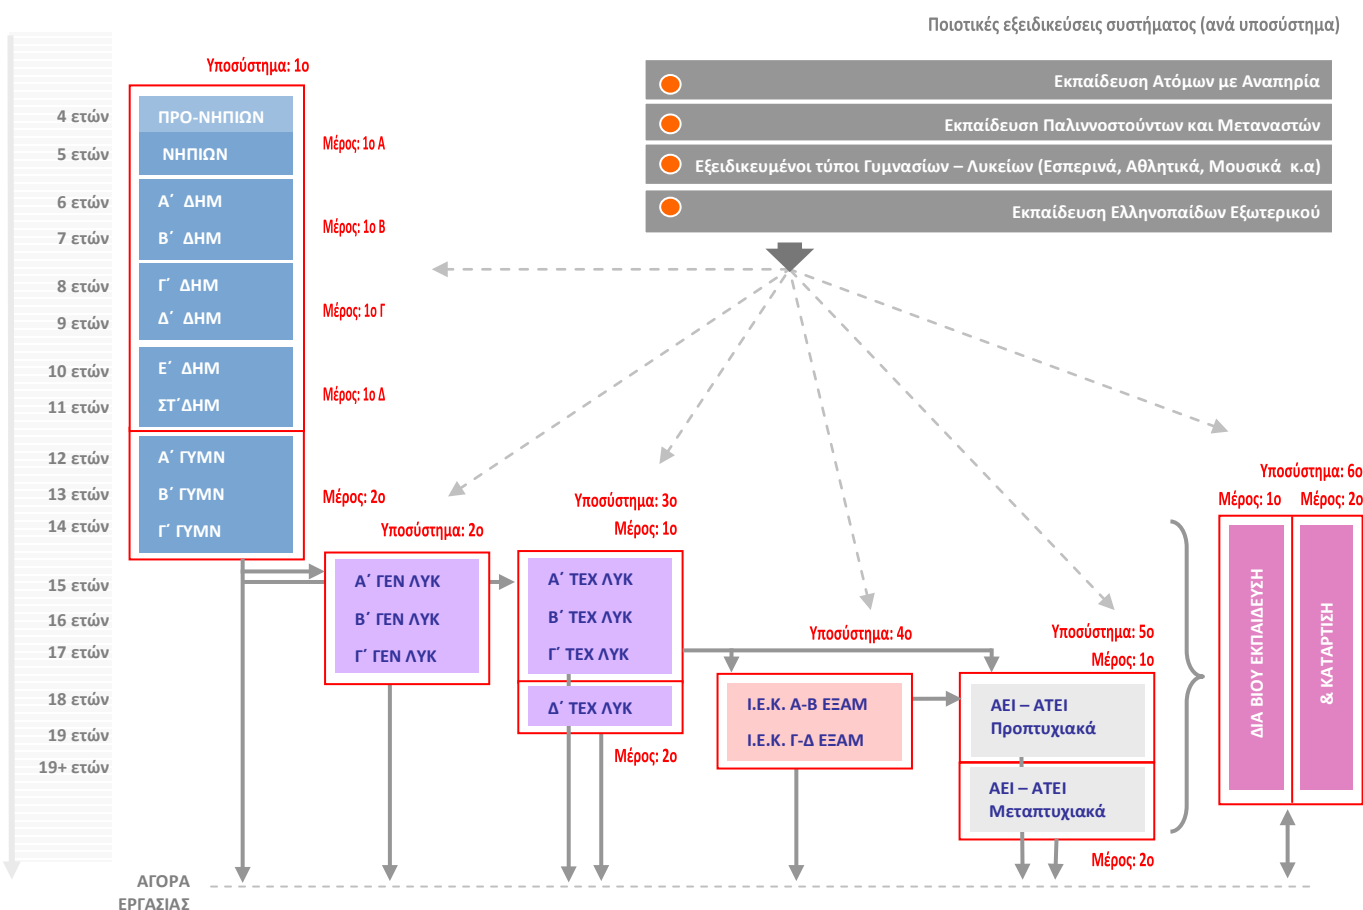 Ποιοτικές εξειδικεύσεις συστήματος (ανά υποσύστημα)
Υποσύστημα: 1ο
Εκπαίδευση Ατόμων με Αναπηρία
Εκπαίδευση Παλιννοστούντων και Μεταναστών
Εξειδικευμένοι τύποι Γυμνασίων – Λυκείων (Εσπερινά, Αθλητικά, Μουσικά κ.α)
Εκπαίδευση Ελληνοπαίδων Εξωτερικού
4 ετών
ΠΡΟ-ΝΗΠΙΩΝ
5 ετών
ΝΗΠΙΩΝ
Μέρος: 1ο Α
6 ετών
Α΄ ΔΗΜ
7 ετών
Β΄ ΔΗΜ
Μέρος: 1ο Β
8 ετών
Γ΄ ΔΗΜ
9 ετών
Δ΄ ΔΗΜ
Μέρος: 1ο Γ
10 ετών
Ε΄ ΔΗΜ
11 ετών
ΣΤ΄ΔΗΜ
Μέρος: 1ο Δ
12 ετών
Α΄ ΓΥΜΝ
13 ετών
Β΄ ΓΥΜΝ
14 ετών
Γ΄ ΓΥΜΝ
Μέρος: 2ο
Υποσύστημα: 2ο
15 ετών
Α΄ ΓΕΝ ΛΥΚ
16 ετών
Β΄ ΓΕΝ ΛΥΚ
17 ετών
Γ΄ ΓΕΝ ΛΥΚ
Υποσύστημα: 3ο
Μέρος: 1ο
Α΄ ΤΕΧ ΛΥΚ
Β΄ ΤΕΧ ΛΥΚ
Γ΄ ΤΕΧ ΛΥΚ
18 ετών
Δ΄ ΤΕΧ ΛΥΚ
19 ετών
Μέρος: 2ο
19+ ετών
Υποσύστημα: 4ο
Ι.Ε.Κ. Α-Β ΕΞΑΜ
Ι.Ε.Κ. Γ-Δ ΕΞΑΜ
Υποσύστημα: 5ο
Μέρος: 1ο
ΑΕΙ – ΑΤΕΙ
Προπτυχιακά
ΑΕΙ – ΑΤΕΙ
Μεταπτυχιακά
Μέρος: 2ο
Υποσύστημα: 6ο
Μέρος: 1ο
Μέρος: 2ο
ΔΙΑ ΒΙΟΥ ΕΚΠΑΙΔΕΥΣΗ
& ΚΑΤΑΡΤΙΣΗ
ΑΓΟΡΑ
ΕΡΓΑΣΙΑΣ